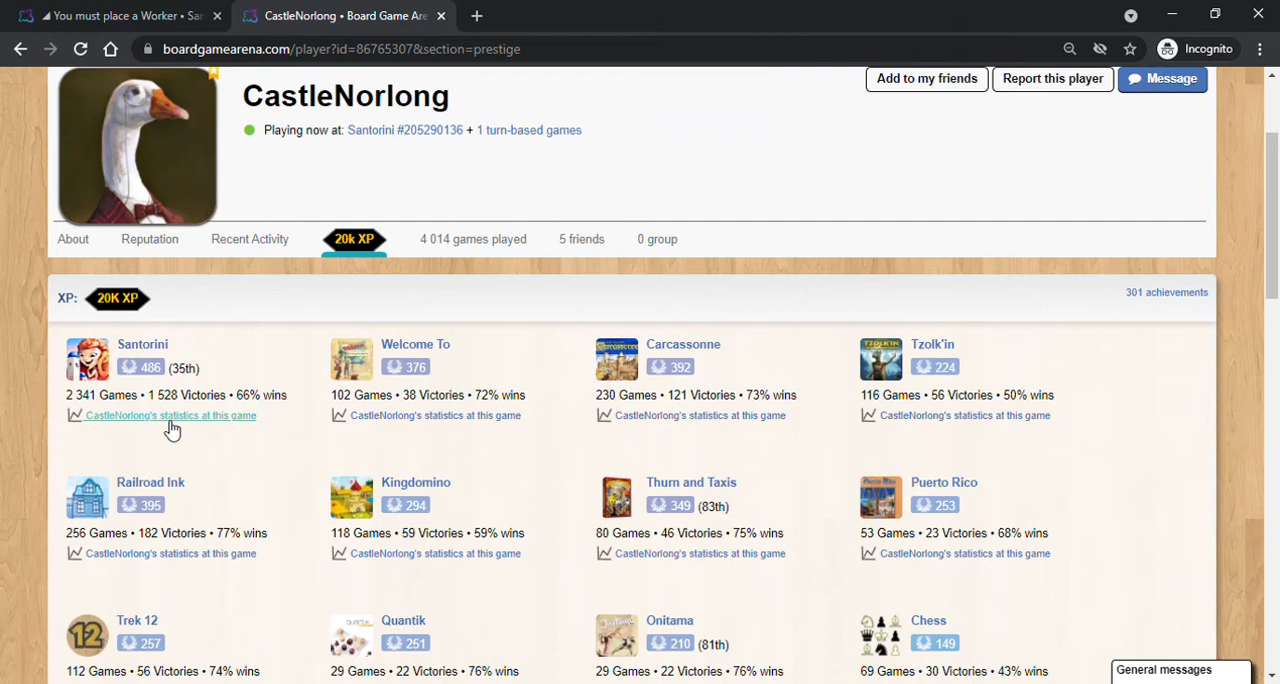 ◢ You must place a Worker • Sar
CastleNorlong • Board Game Are
boardgamearena.com/player?id=86765307&section=prestige
Incognito
CastleNorlong
Add to my friends
Report this player
Message
Playing now at: Santorini #205290136 + 1 turn-based games
About
Reputation
Recent Activity
20k XP
4 014 games played
5 friends
0 group
XP: 20K XP
301 achievements
Santorini
486 (35th)
2 341 Games • 1 528 Victories • 66% wins
CastleNorlong's statistics at this game
Welcome To
376
102 Games • 38 Victories • 72% wins
CastleNorlong's statistics at this game
Carcassonne
392
230 Games • 121 Victories • 73% wins
CastleNorlong's statistics at this game
Tzolk'in
224
116 Games • 56 Victories • 50% wins
CastleNorlong's statistics at this game
Railroad Ink
395
256 Games • 182 Victories • 77% wins
CastleNorlong's statistics at this game
Kingdomino
294
118 Games • 59 Victories • 59% wins
CastleNorlong's statistics at this game
Thurn and Taxis
349 (83th)
80 Games • 46 Victories • 75% wins
CastleNorlong's statistics at this game
Puerto Rico
253
53 Games • 23 Victories • 68% wins
CastleNorlong's statistics at this game
Trek 12
257
112 Games • 56 Victories • 74% wins
Quantik
251
29 Games • 22 Victories • 76% wins
Onitama
210 (81th)
29 Games • 22 Victories • 76% wins
Chess
149
69 Games • 30 Victories • 43% wins
General messages